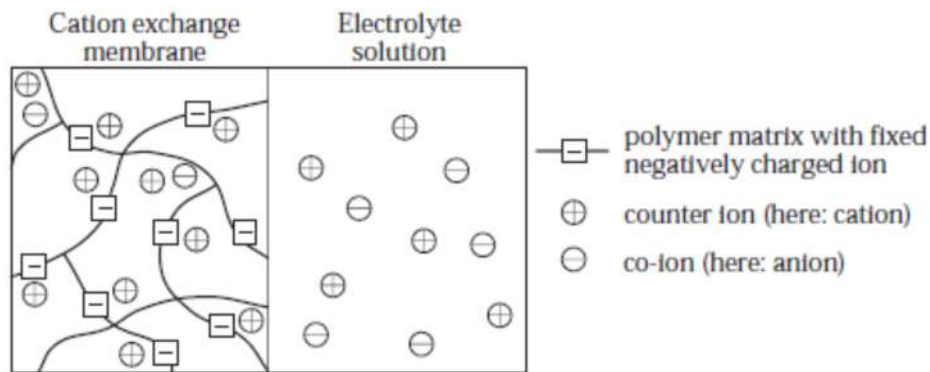 Cation exchange
membrane
Electrolyte
solution
polymer matrix with fixed
negatively charged ion
counter ion (here: cation)
co-ion (here: anion)